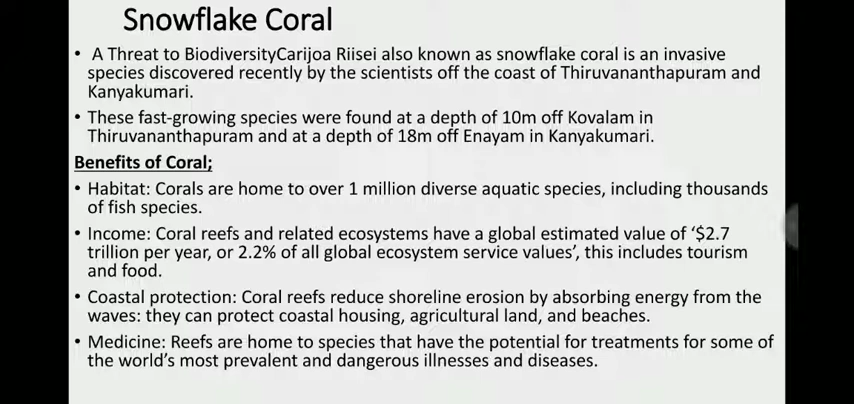 Snowflake Coral
• A Threat to BiodiversityCarijoa Riisei also known as snowflake coral is an invasive
species discovered recently by the scientists off the coast of Thiruvananthapuram and
Kanyakumari.
• These fast-growing species were found at a depth of 10m off Kovalam in
Thiruvananthapuram and at a depth of 18m off Enayam in Kanyakumari.
Benefits of Coral;
• Habitat: Corals are home to over 1 million diverse aquatic species, including thousands
of fish species.
• Income: Coral reefs and related ecosystems have a global estimated value of ‘$2.7
trillion per year, or 2.2% of all global ecosystem service values’, this includes tourism
and food.
• Coastal protection: Coral reefs reduce shoreline erosion by absorbing energy from the
waves: they can protect coastal housing, agricultural land, and beaches.
• Medicine: Reefs are home to species that have the potential for treatments for some of
the world’s most prevalent and dangerous illnesses and diseases.